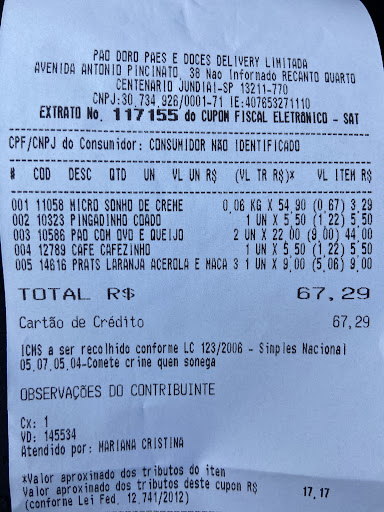 PAO DORO PAES E DOCES DELIVERY LIMITADA
AVENIDA ANTONIO PINCINATO, 38 Nao Informado RECANTO QUARTO
CENTENARIO JUNDIAI-SP 13211-770
CNPJ:30.734.926/0001-71 IE:407653271110
EXTRATO No. 117155 do CUPOM FISCAL ELETRONICO - SAT
CPF/CNPJ do Consumidor: CONSUMIDOR NÃO IDENTIFICADO
# COD DESC QTD UN VL UN R$ (VL TR R$)* VL ITEM R$
001 11058 MICRO SONHO DE CREME 0,06 KG X 54,90 (0,67) 3,29
002 10323 PINGADINHO COADO 1 UN X 5,50 (1,22) 5,50
003 10586 PAO COM OVO E QUEIJO 2 UN X 22,00 (9,00) 44,00
004 12789 CAFE CAFEZINHO 1 UN X 5,50 (1,22) 5,50
005 14616 PRATS LARANJA ACEROLA E MACA 3 1 UN X 9,00 (5,06) 9,00
TOTAL R$ 67,29
Cartão de Crédito 67,29
ICMS a ser recolhido conforme LC 123/2006 - Simples Nacional
05.07.05.04-Comete crime quem sonega
OBSERVAÇÕES DO CONTRIBUINTE
Cx: 1
VD: 145534
Atendido por: MARIANA CRISTINA
*Valor aproximado dos tributos do item
Valor aproximado dos tributos deste cupom R$ 17,17
(conforme Lei Fed. 12.741/2012)